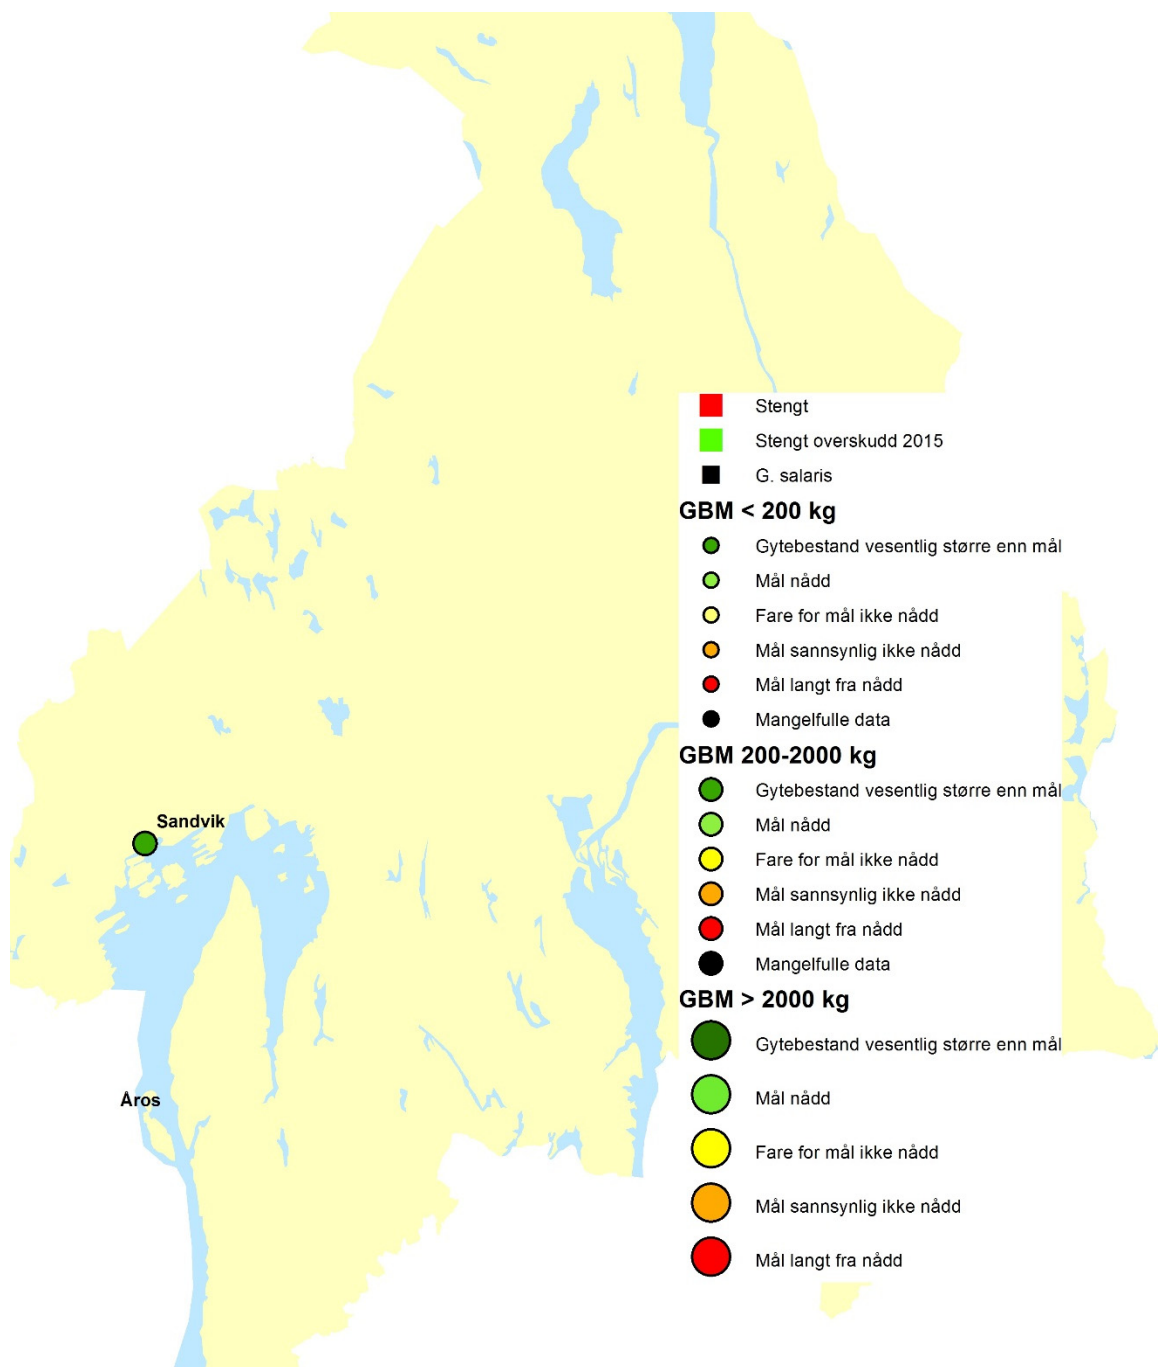 Stengt
Stengt overskudd 2015
G. salaris
GBM < 200 kg
Gytebestand vesentlig større enn mål
Mål nådd
Fare for mål ikke nådd
Mål sannsynlig ikke nådd
Mål langt fra nådd
Mangelfulle data
GBM 200-2000 kg
Gytebestand vesentlig større enn mål
Mål nådd
Fare for mål ikke nådd
Mål sannsynlig ikke nådd
Mål langt fra nådd
Mangelfulle data
GBM > 2000 kg
Gytebestand vesentlig større enn mål
Mål nådd
Fare for mål ikke nådd
Mål sannsynlig ikke nådd
Mål langt fra nådd
Sandvik
Åros